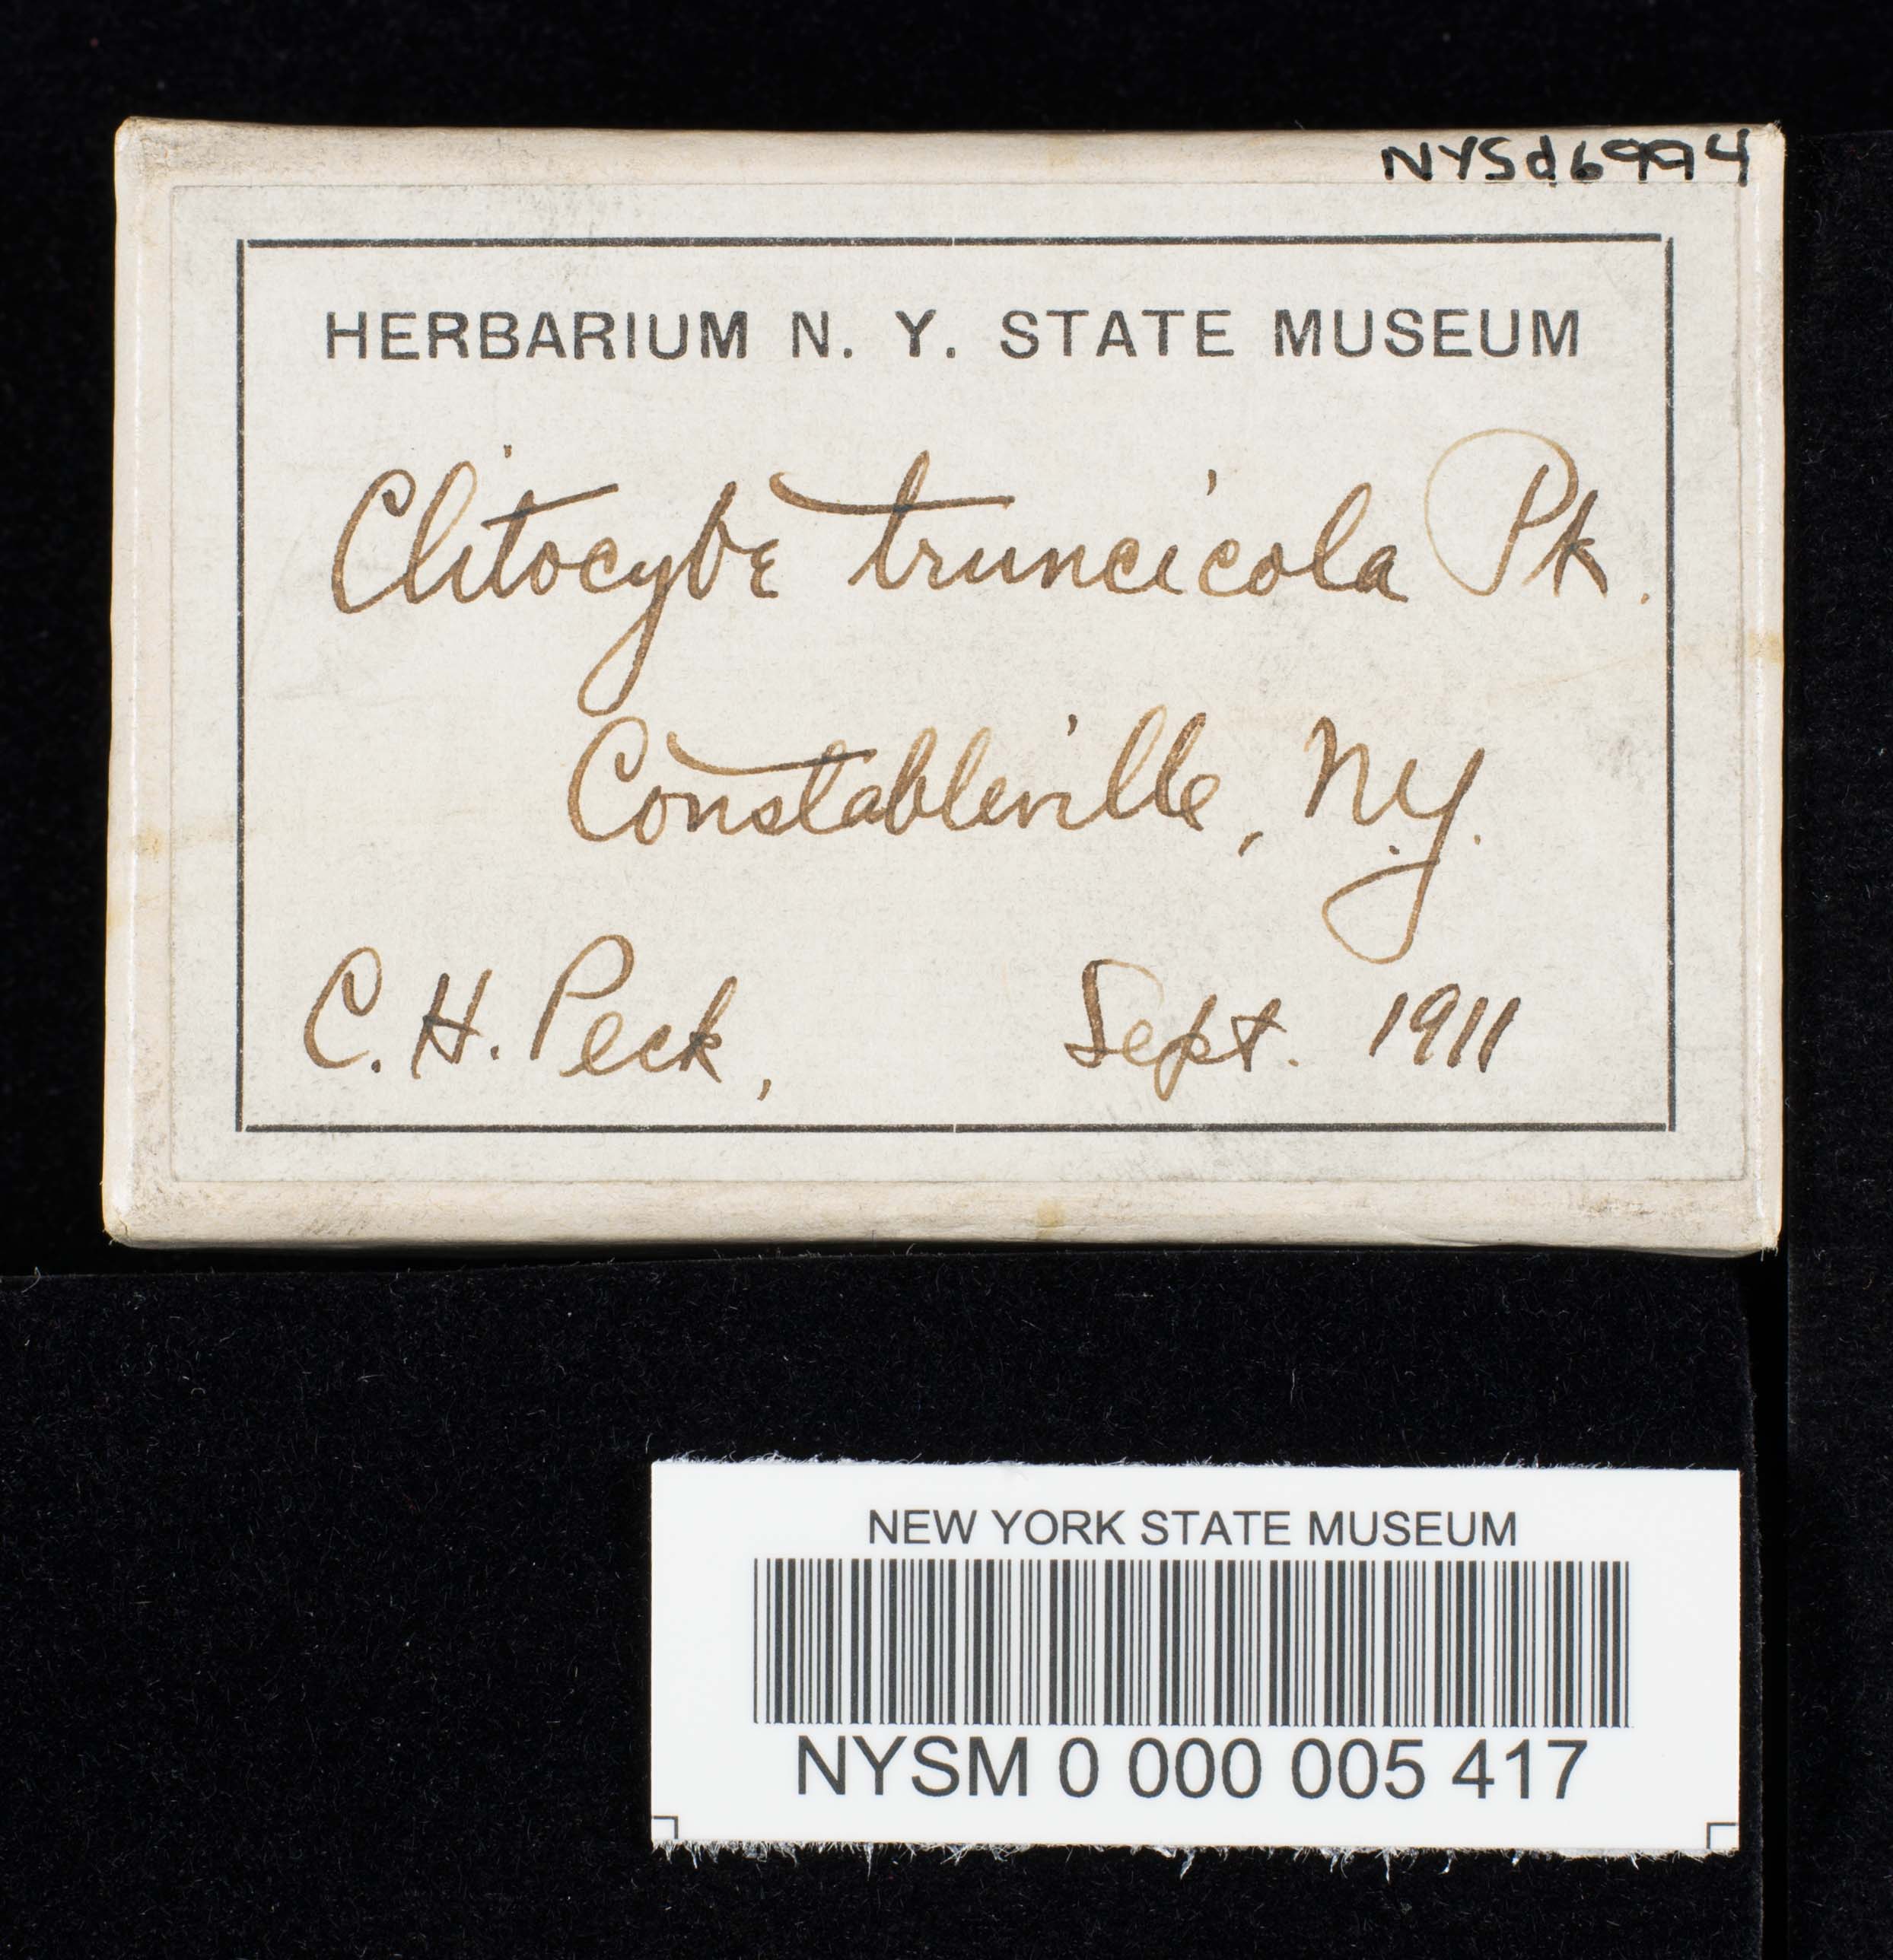 NYSd6994
HERBARIUM N. Y. STATE MUSEUM
Clitocybe truncicola Pk.
Constableville, N.Y.
C. H. Peck, Sept. 1911
NEW YORK STATE MUSEUM
NYSM 0 000 005 417